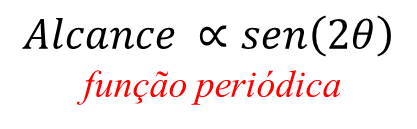 Alcance ∝ sen(2θ)
função periódica